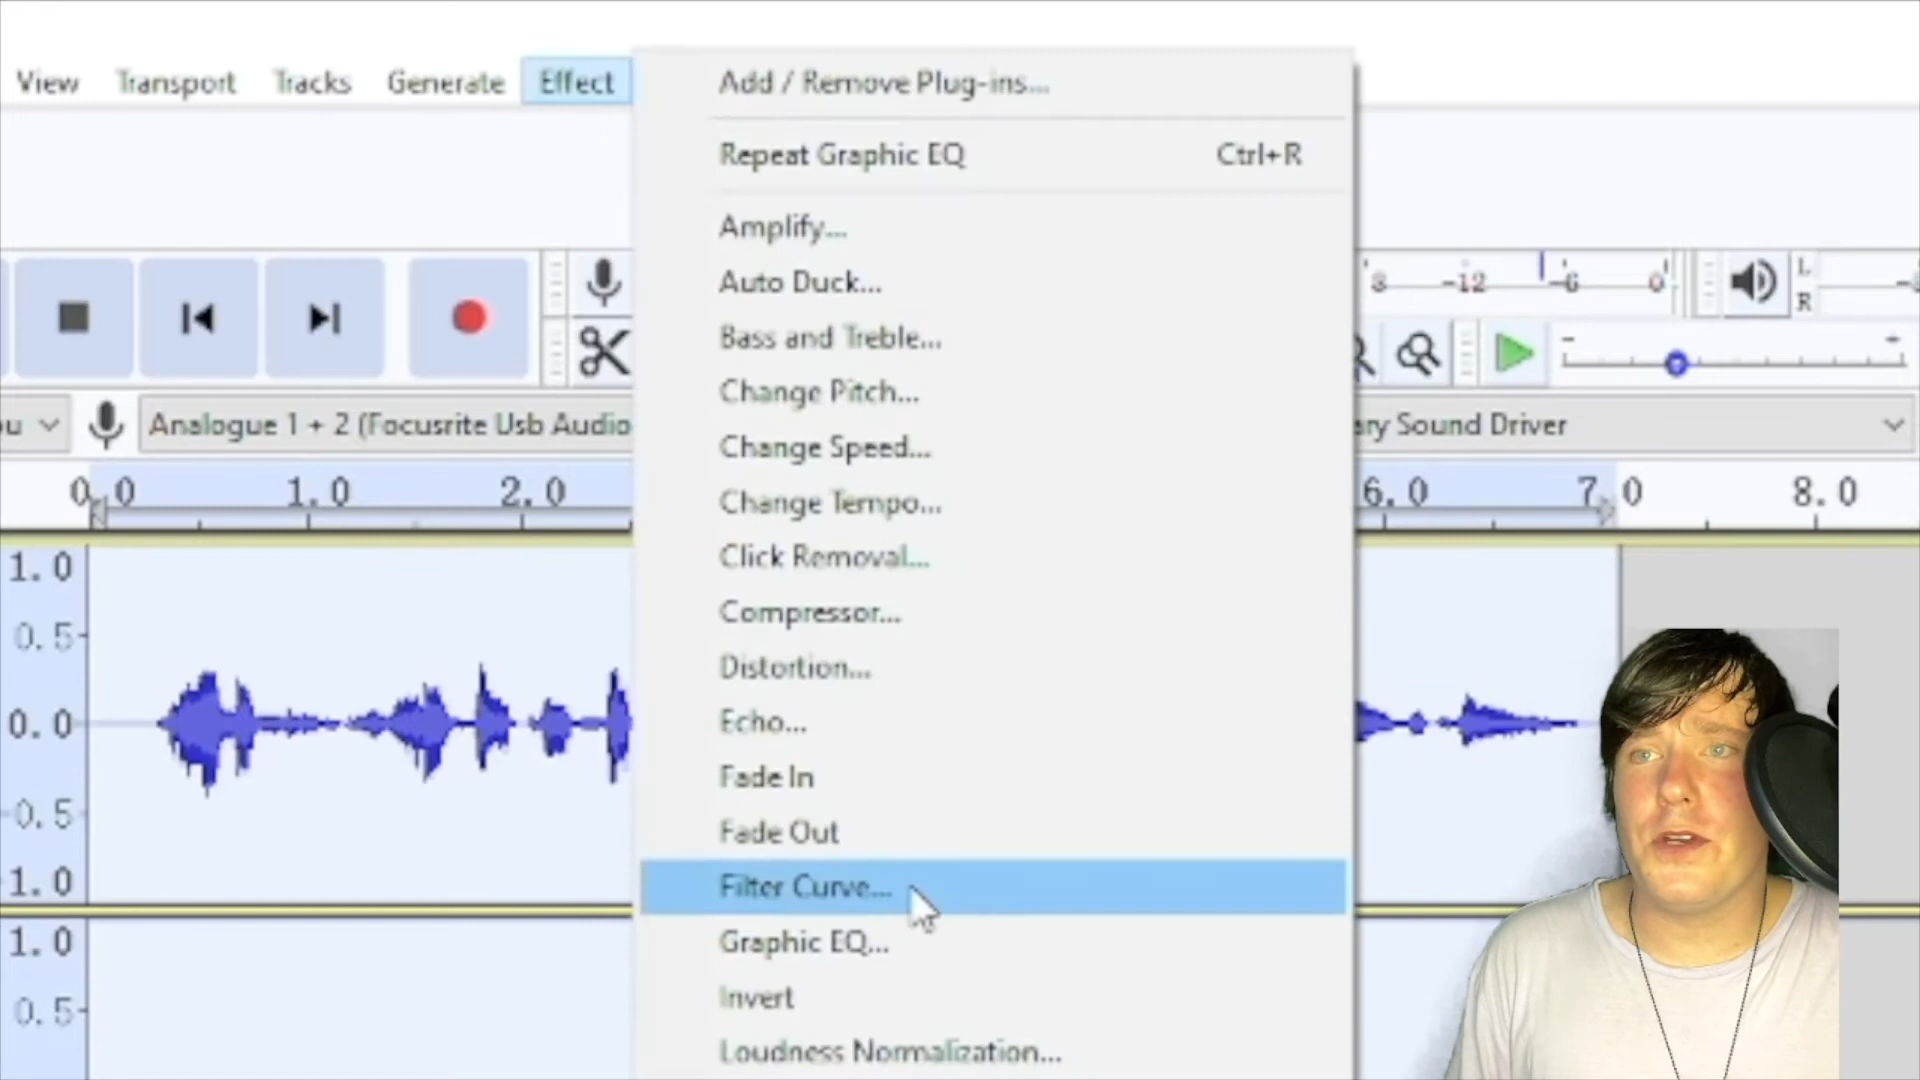 View Transport Tracks Generate Effect
Add / Remove Plug-ins...
Repeat Graphic EQ Ctrl+R
Amplify...
Auto Duck...
Bass and Treble...
Change Pitch...
Change Speed...
Change Tempo...
Click Removal...
Compressor...
Distortion...
Echo...
Fade In
Fade Out
Filter Curve...
Graphic EQ...
Invert
Loudness Normalization...
-12 -6 0
L
R
- +
Analogue 1 + 2 (Focusrite Usb Audio
Sound Driver
0.0 1.0 2.0 6.0 7.0 8.0
1.0
0.5
0.0
-0.5
-1.0
1.0
0.5